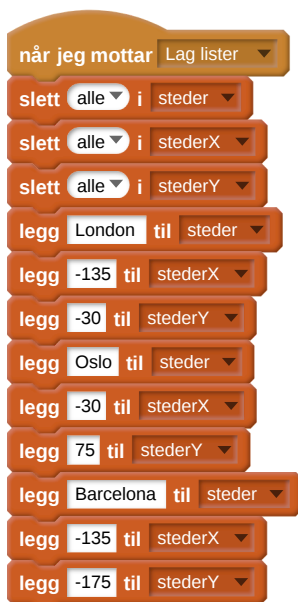 når jeg mottar Lag lister
slett alle i steder
slett alle i stederX
slett alle i stederY
legg London til steder
legg -135 til stederX
legg -30 til stederY
legg Oslo til steder
legg -30 til stederX
legg 75 til stederY
legg Barcelona til steder
legg -135 til stederX
legg -175 til stederY